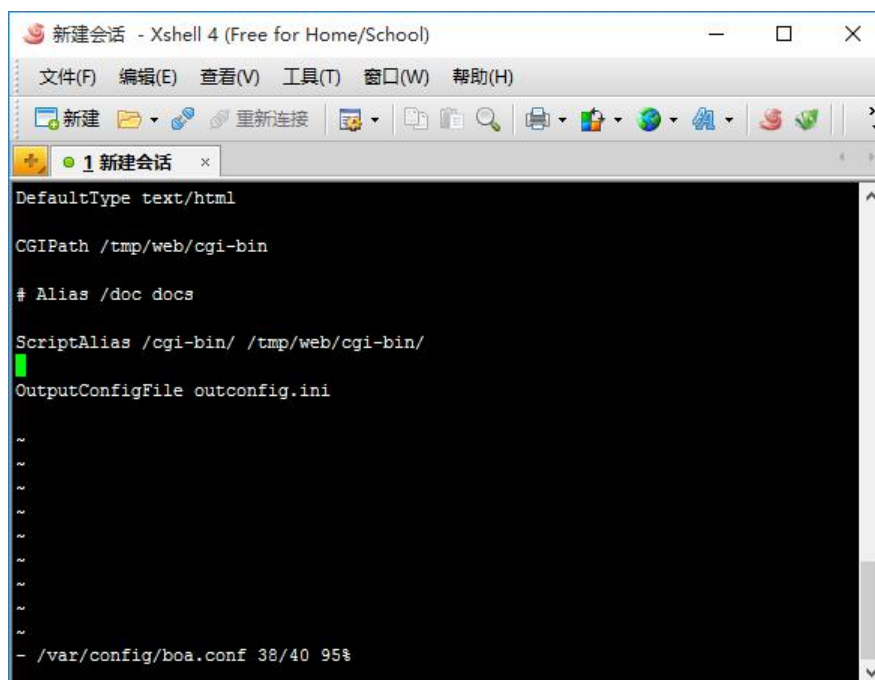 新建会话 - Xshell 4 (Free for Home/School)
文件(F) 编辑(E) 查看(V) 工具(T) 窗口(W) 帮助(H)
新建 重新连接
1 新建会话 ×
DefaultType text/html
CGIPath /tmp/web/cgi-bin
# Alias /doc docs
ScriptAlias /cgi-bin/ /tmp/web/cgi-bin/
OutputConfigFile outconfig.ini
~
~
~
~
~
~
~
~
~
- /var/config/boa.conf 38/40 95%